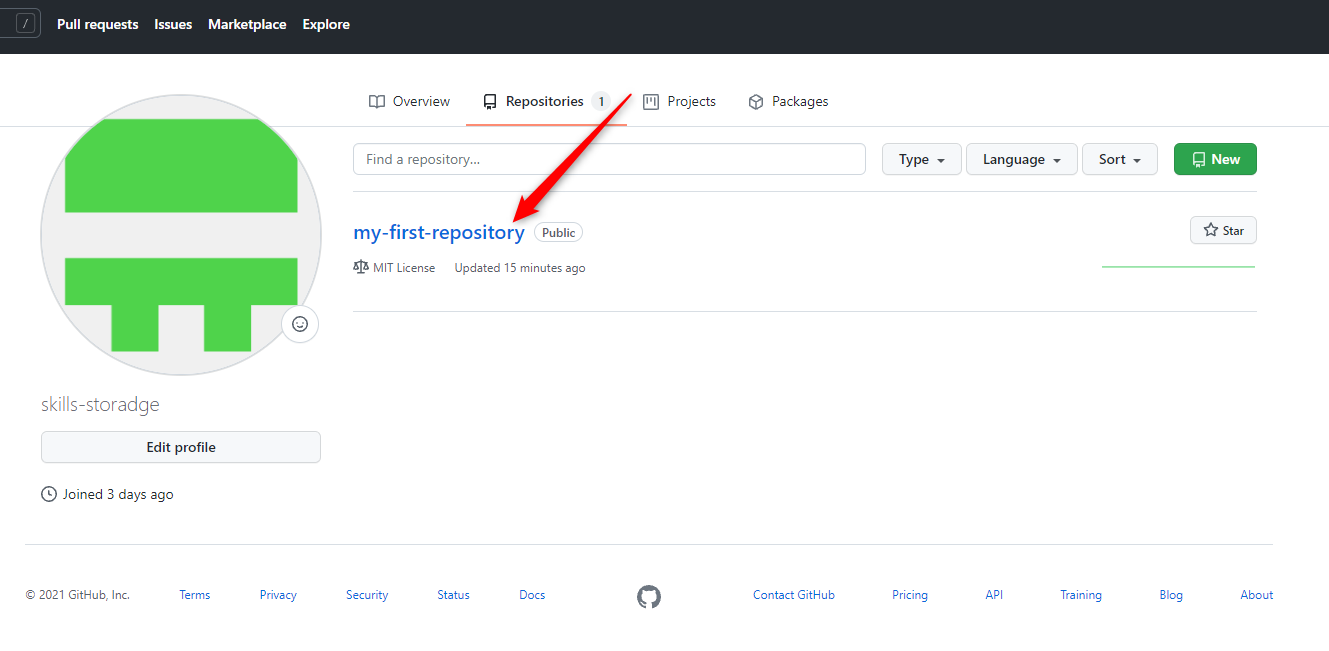 / Pull requests Issues Marketplace Explore
Overview Repositories 1 Projects Packages
Find a repository... Type Language Sort New
my-first-repository Public Star
MIT License Updated 15 minutes ago
skills-storadge
Edit profile
Joined 3 days ago
© 2021 GitHub, Inc. Terms Privacy Security Status Docs Contact GitHub Pricing API Training Blog About